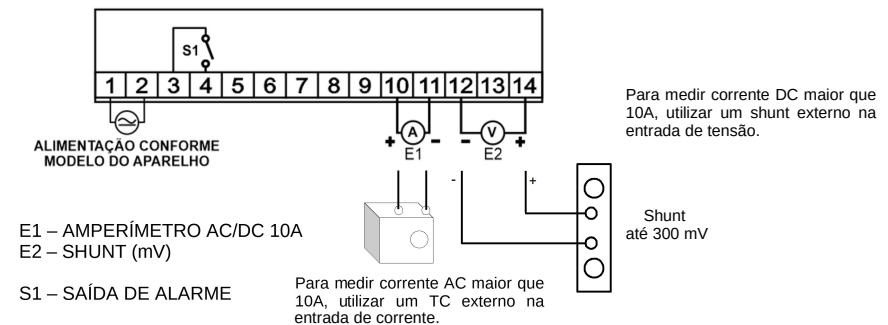 S1
1 2 3 4 5 6 7 8 9 10 11 12 13 14
ALIMENTAÇÃO CONFORME
MODELO DO APARELHO
+ A -
E1
- V +
E2
- +
Para medir corrente DC maior que
10A, utilizar um shunt externo na
entrada de tensão.
Shunt
até 300 mV
E1 – AMPERÍMETRO AC/DC 10A
E2 – SHUNT (mV)
S1 – SAÍDA DE ALARME
Para medir corrente AC maior que
10A, utilizar um TC externo na
entrada de corrente.